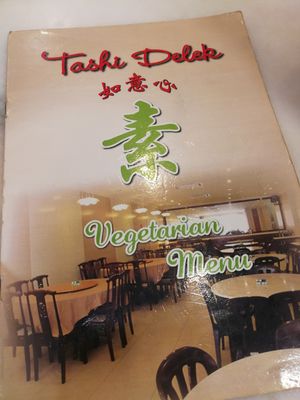 Tashi Delek
如意心
素
Vegetarian
Menu